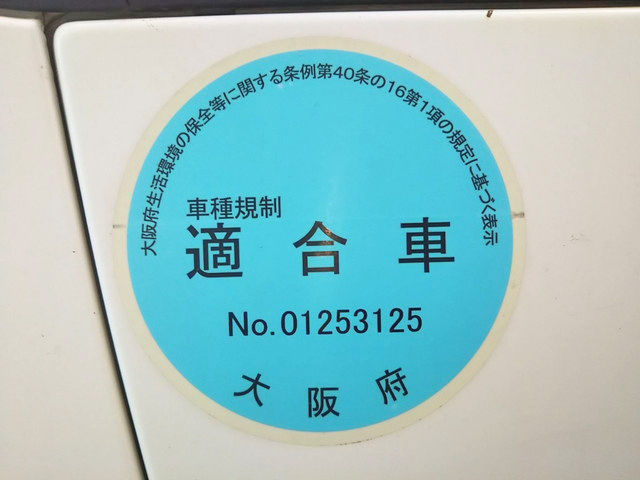 大阪府生活環境の保全等に関する条例第40条の16第1項の規定に基づく表示
車種規制
適合車
No.01253125
大阪府